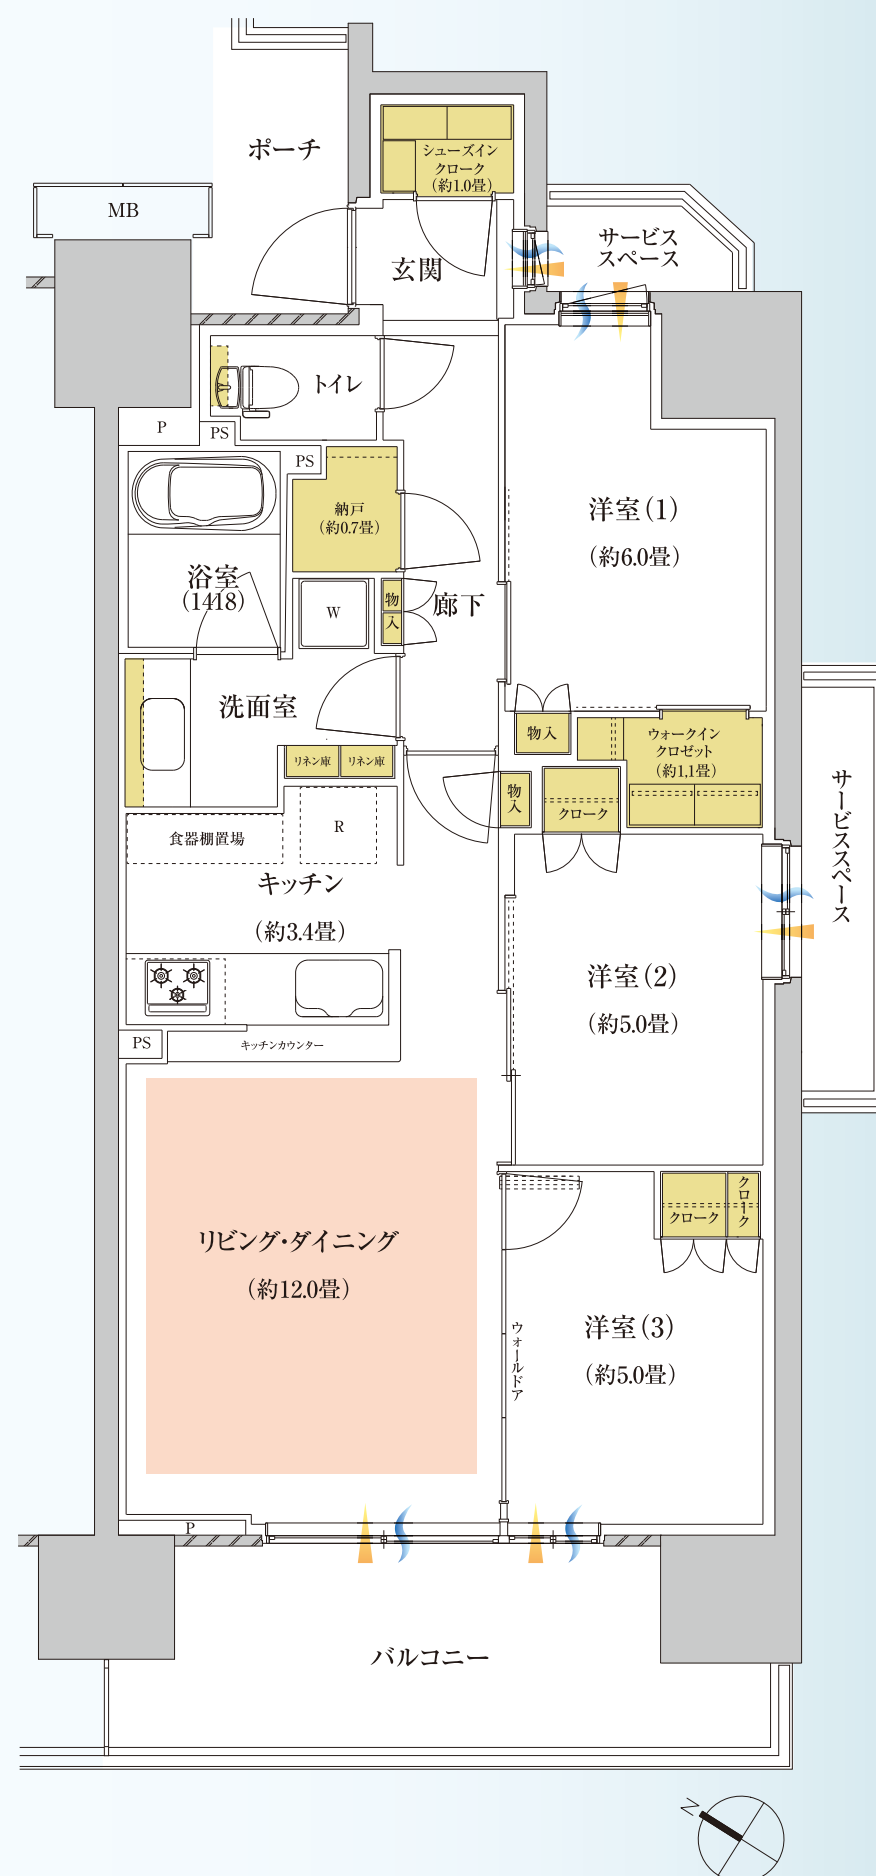 ポーチ
シューズイン
クローク
(約1.0畳)
MB
玄関
サービス
スペース
トイレ
P
PS
PS
納戸
(約0.7畳)
洋室(1)
(約6.0畳)
浴室
(1418)
W
物入
廊下
洗面室
物入
ウォークイン
クロゼット
(約1.1畳)
リネン庫
リネン庫
物入
クローク
サービススペース
食器棚置場
R
キッチン
(約3.4畳)
洋室(2)
(約5.0畳)
PS
キッチンカウンター
クローク
クローク
リビング・ダイニング
(約12.0畳)
ウォールドア
洋室(3)
(約5.0畳)
P
バルコニー
N